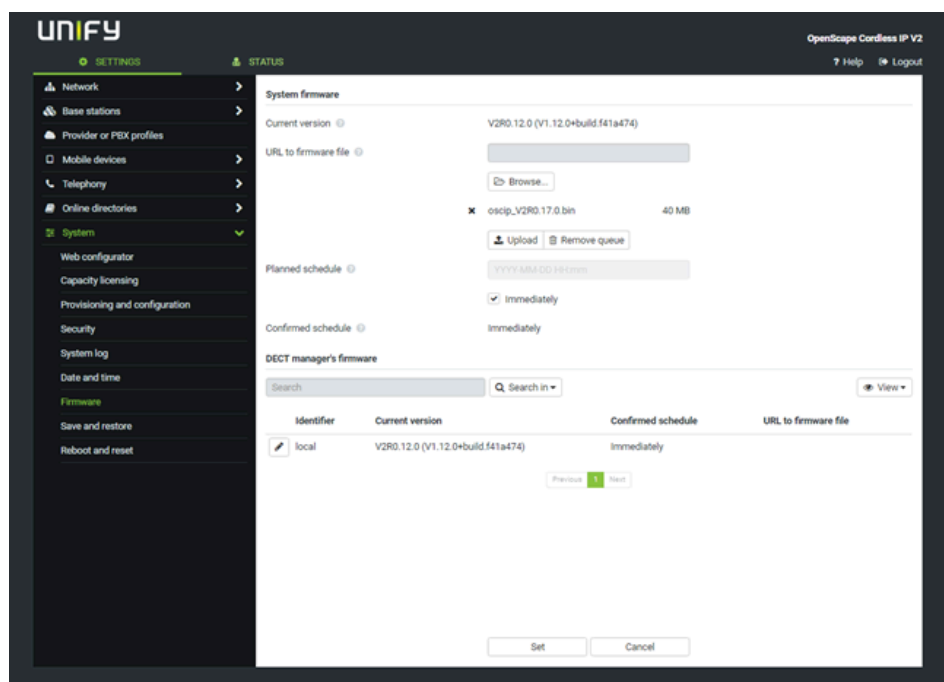 UNIFY
OpenScape Cordless IP V2
SETTINGS
STATUS
? Help
Logout
Network
Base stations
Provider or PBX profiles
Mobile devices
Telephony
Online directories
System
Web configurator
Capacity licensing
Provisioning and configuration
Security
System log
Date and time
Firmware
Save and restore
Reboot and reset
System firmware
Current version
V2R0.12.0 (V1.12.0+build.f41a474)
URL to firmware file
Browse...
oscip_V2R0.17.0.bin 40 MB
Upload Remove queue
Planned schedule
YYYY-MM-DD HH:mm
Immediately
Confirmed schedule
Immediately
DECT manager's firmware
Search
Search in
View
Identifier Current version Confirmed schedule URL to firmware file
local V2R0.12.0 (V1.12.0+build.f41a474) Immediately
Previous 1 Next
Set
Cancel